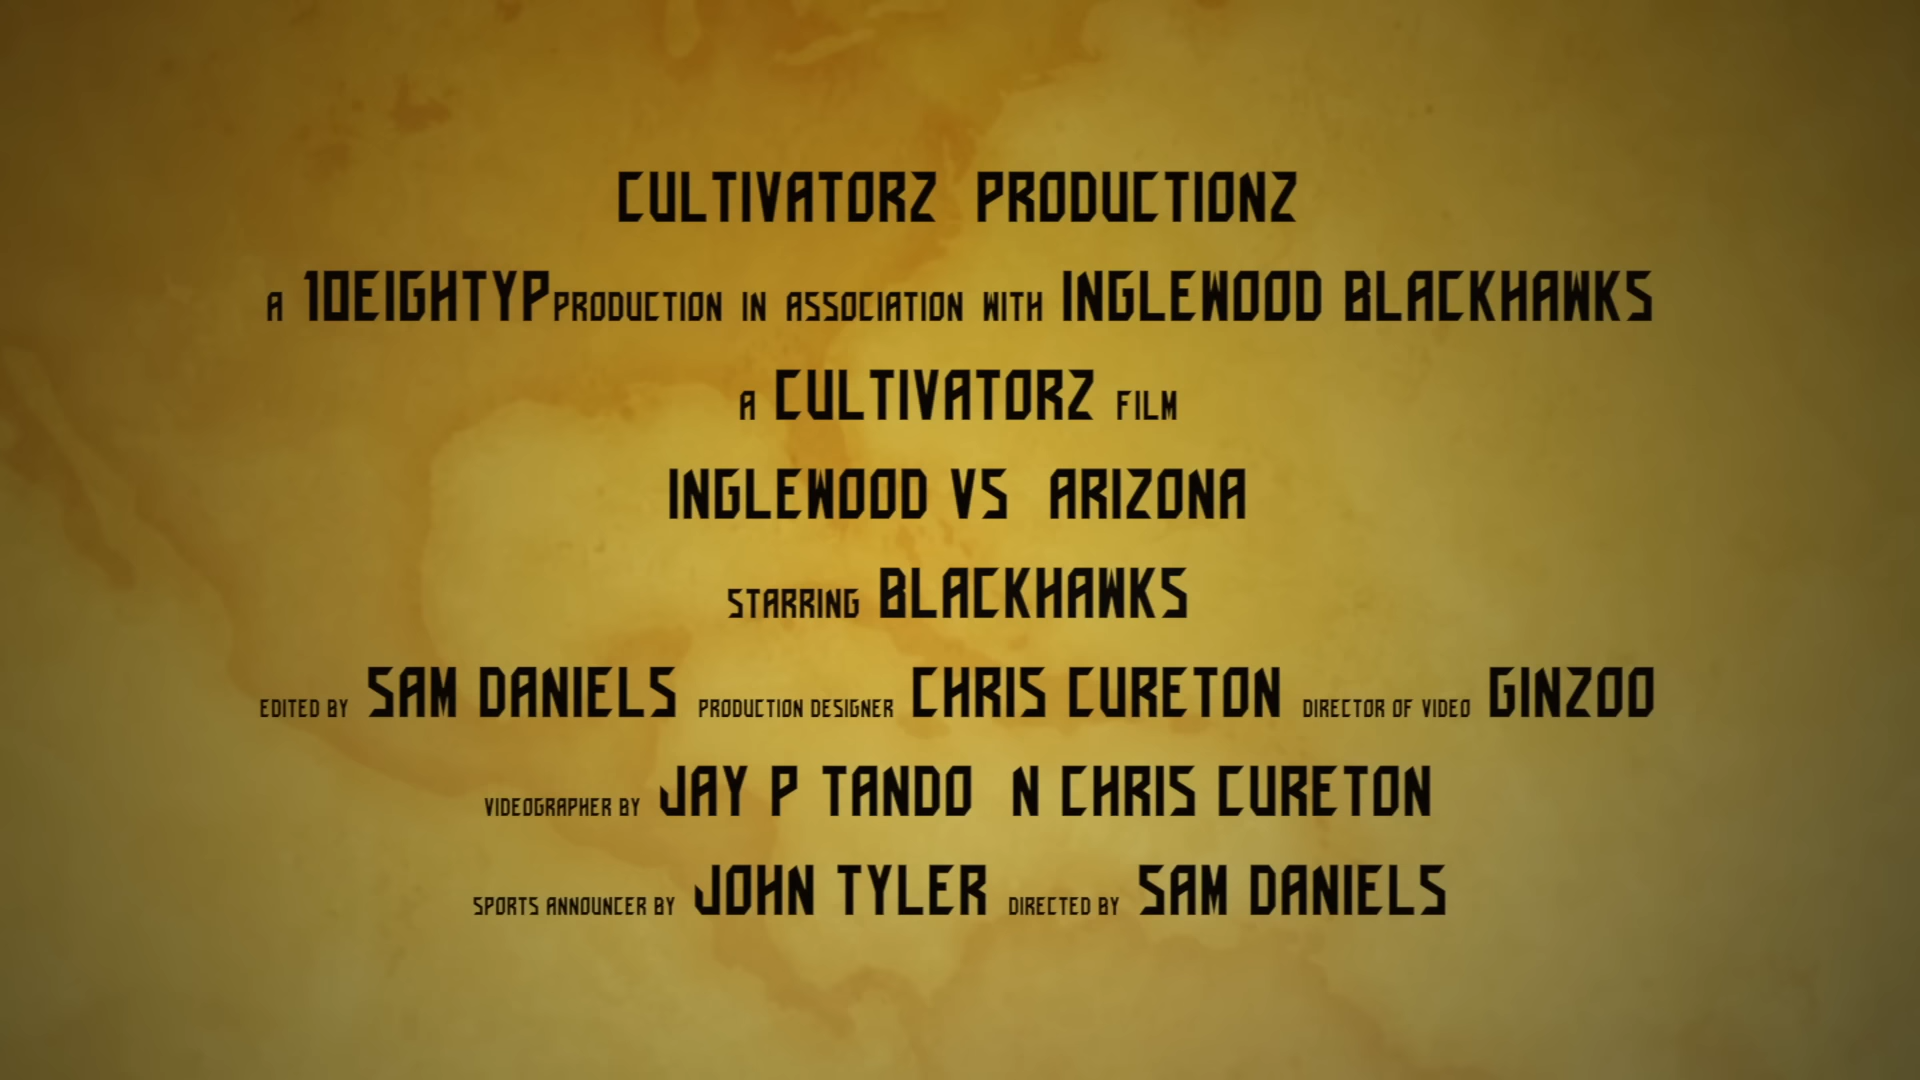 CULTIVATORZ PRODUCTIONZ
A 10EIGHTYP PRODUCTION IN ASSOCIATION WITH INGLEWOOD BLACKHAWKS
A CULTIVATORZ FILM
INGLEWOOD VS ARIZONA
STARRING BLACKHAWKS
EDITED BY SAM DANIELS PRODUCTION DESIGNER CHRIS CURETON DIRECTOR OF VIDEO GINZOO
VIDEOGRAPHER BY JAY P TANDO N CHRIS CURETON
SPORTS ANNOUNCER BY JOHN TYLER DIRECTED BY SAM DANIELS